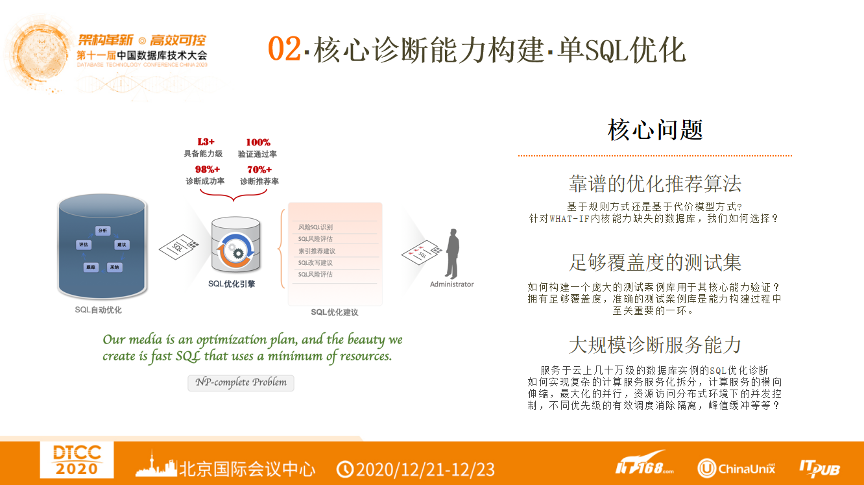 架构革新 高效可控
第十一届中国数据库技术大会
DATABASE TECHNOLOGY CONFERENCE CHINA 2020
02·核心诊断能力构建·单SQL优化
L3+
具备能力级
100%
验证通过率
98%+
诊断成功率
70%+
诊断推荐率
分析
评估
建议
采纳
SQL
SQL自动优化
SQL优化引擎
风险SQL识别
SQL风险评估
索引推荐建议
SQL改写建议
SQL风险评估
SQL优化建议
Administrator
Our media is an optimization plan, and the beauty we
create is fast SQL that uses a minimum of resources.
NP-complete Problem
核心问题
靠谱的优化推荐算法
基于规则方式还是基于代价模型方式？
针对WHAT-IF内核能力缺失的数据库，我们如何选择？
足够覆盖度的测试集
如何构建一个庞大的测试案例库用于其核心能力验证？
拥有足够覆盖度，准确的测试案例库是能力构建过程中
至关重要的一环。
大规模诊断服务能力
服务于云上几十万级的数据库实例的SQL优化诊断
如何实现复杂的计算服务服务化拆分，计算服务的横向
伸缩，最大化的并行，资源访问分布式环境下的并发控
制，不同优先级的有效调度消除隔离，峰值缓冲等等？
DTCC
2020
北京国际会议中心
2020/12/21-12/23
IT168.com
ChinaUnix
ITPUB